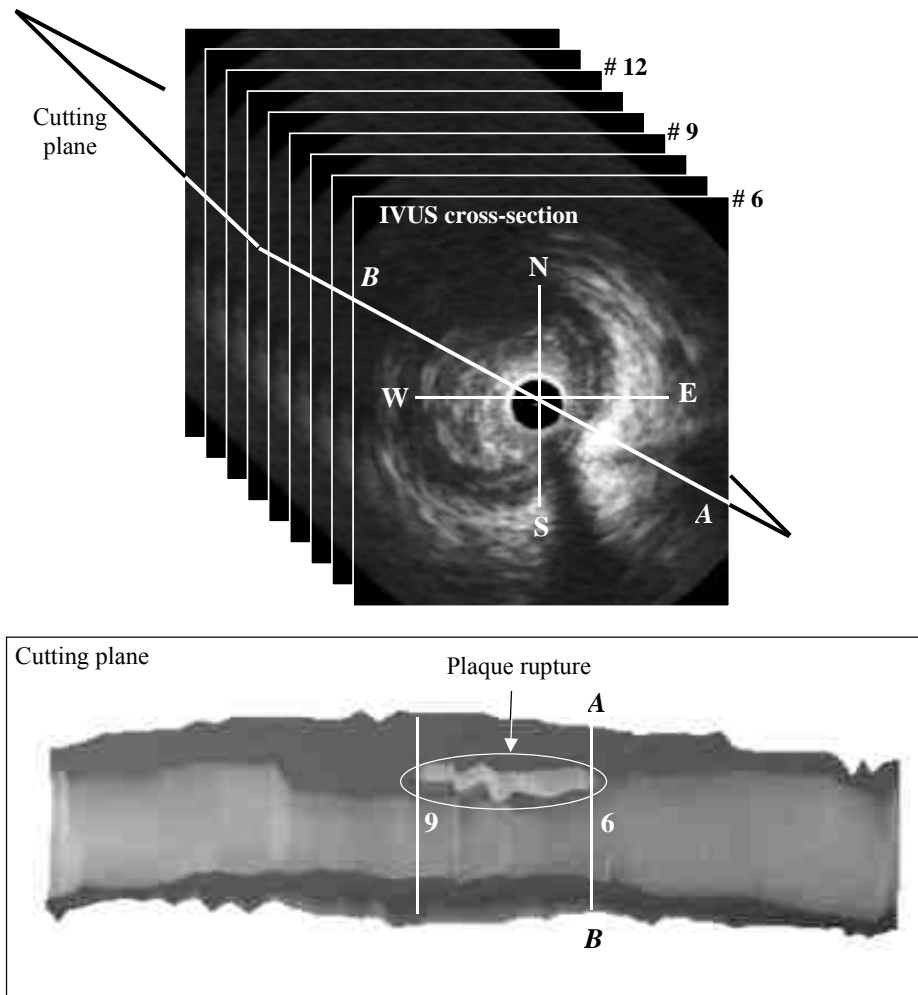 # 12
Cutting
plane
# 9
# 6
IVUS cross-section
N
B
W
E
S
A
Cutting plane
Plaque rupture
A
9
6
B